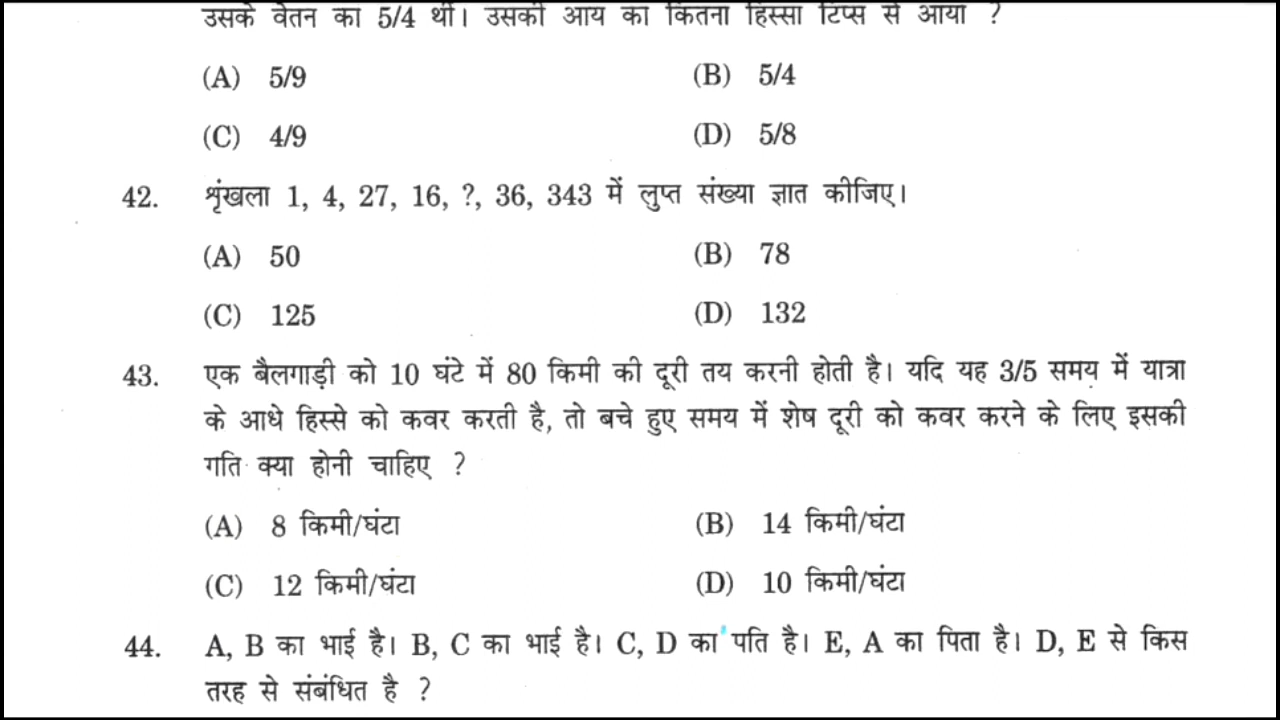 उसके वेतन का 5/4 थी। उसकी आय का कितना हिस्सा टिप्स से आया ?
(A) 5/9 (B) 5/4
(C) 4/9 (D) 5/8
42. शृंखला 1, 4, 27, 16, ?, 36, 343 में लुप्त संख्या ज्ञात कीजिए।
(A) 50 (B) 78
(C) 125 (D) 132
43. एक बैलगाड़ी को 10 घंटे में 80 किमी की दूरी तय करनी होती है। यदि यह 3/5 समय में यात्रा
के आधे हिस्से को कवर करती है, तो बचे हुए समय में शेष दूरी को कवर करने के लिए इसकी
गति क्या होनी चाहिए ?
(A) 8 किमी/घंटा (B) 14 किमी/घंटा
(C) 12 किमी/घंटा (D) 10 किमी/घंटा
44. A, B का भाई है। B, C का भाई है। C, D का पति है। E, A का पिता है। D, E से किस
तरह से संबंधित है ?